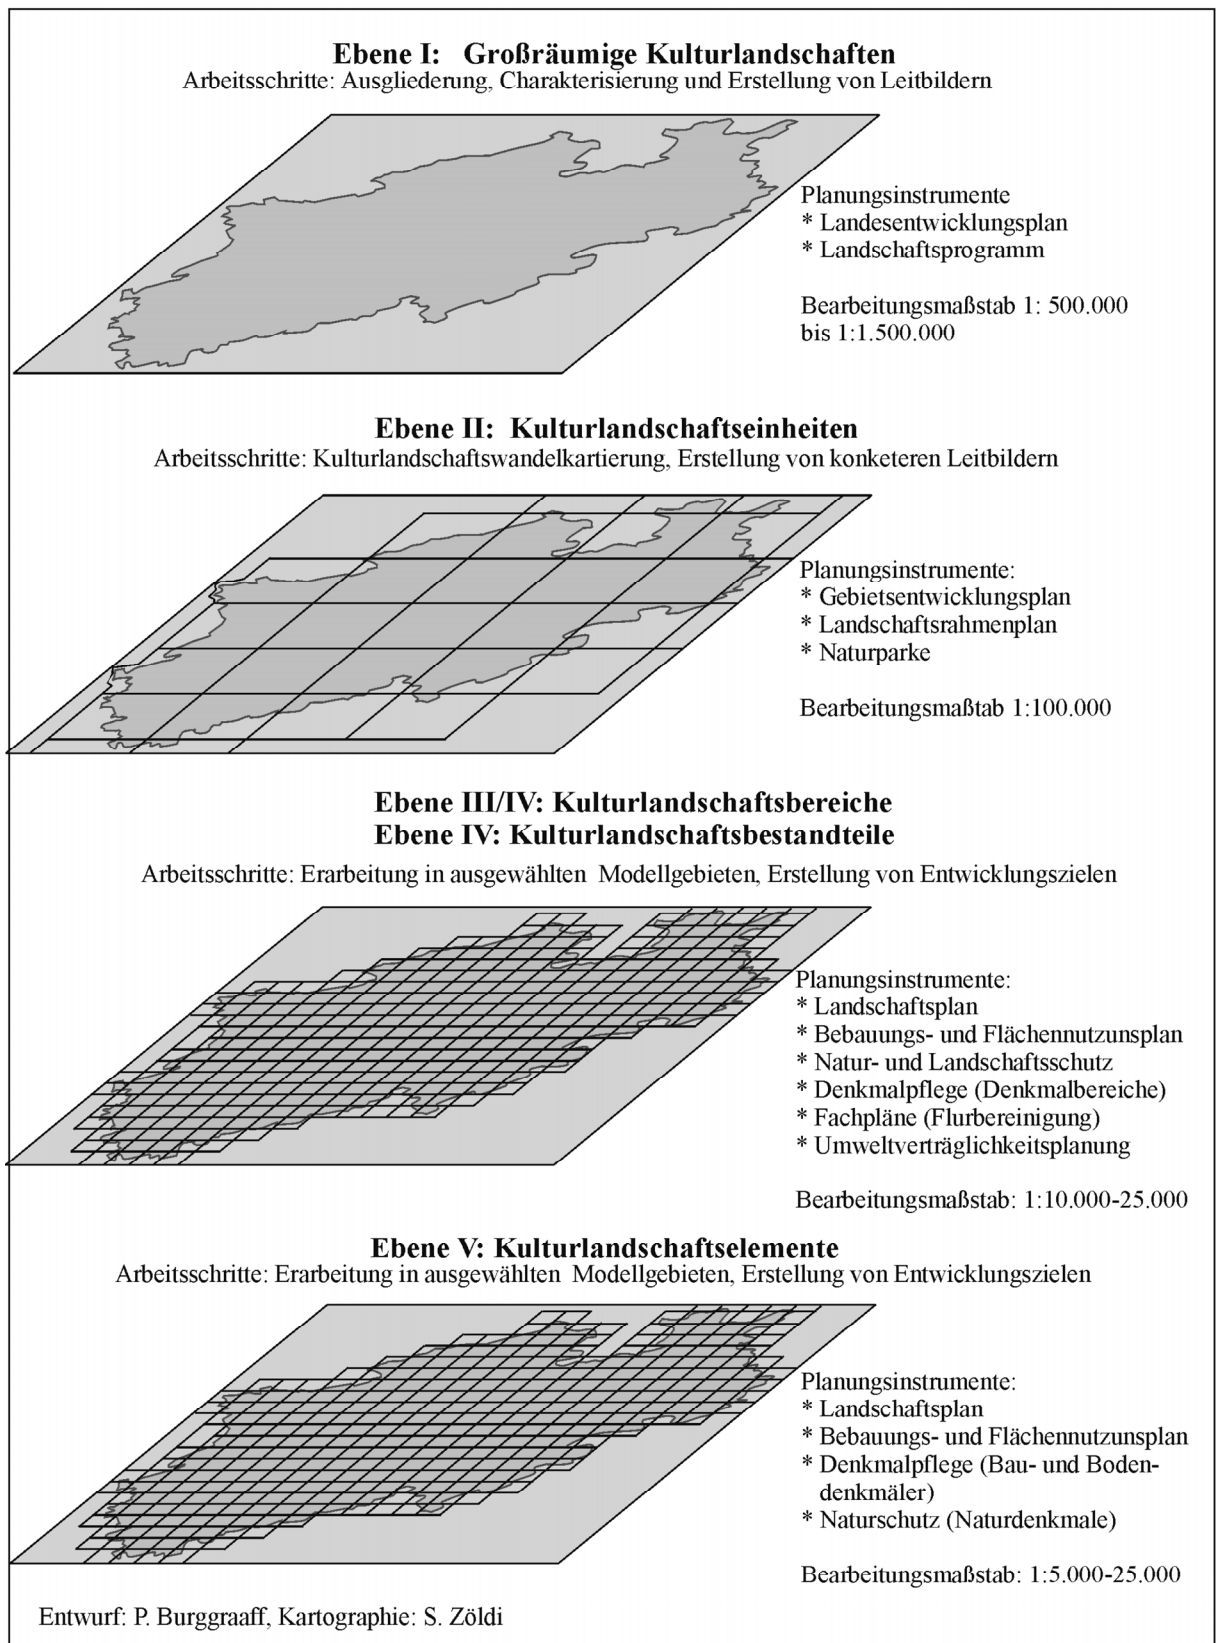 Ebene I: Großräumige Kulturlandschaften
Arbeitsschritte: Ausgliederung, Charakterisierung und Erstellung von Leitbildern
Planungsinstrumente
* Landesentwicklungsplan
* Landschaftsprogramm
Bearbeitungsmaßstab 1: 500.000
bis 1:1.500.000
Ebene II: Kulturlandschaftseinheiten
Arbeitsschritte: Kulturlandschaftswandelkartierung, Erstellung von konketeren Leitbildern
Planungsinstrumente:
* Gebietsentwicklungsplan
* Landschaftsrahmenplan
* Naturparke
Bearbeitungsmaßtab 1:100.000
Ebene III/IV: Kulturlandschaftsbereiche
Ebene IV: Kulturlandschaftsbestandteile
Arbeitsschritte: Erarbeitung in ausgewählten Modellgebieten, Erstellung von Entwicklungszielen
Planungsinstrumente:
* Landschaftsplan
* Bebauungs- und Flächennutzunsplan
* Natur- und Landschaftsschutz
* Denkmalpflege (Denkmalbereiche)
* Fachpläne (Flurbereinigung)
* Umweltverträglichkeitsplanung
Bearbeitungsmaßstab: 1:10.000-25.000
Ebene V: Kulturlandschaftselemente
Arbeitsschritte: Erarbeitung in ausgewählten Modellgebieten, Erstellung von Entwicklungszielen
Planungsinstrumente:
* Landschaftsplan
* Bebauungs- und Flächennutzunsplan
* Denkmalpflege (Bau- und Boden-
denkmäler)
* Naturschutz (Naturdenkmale)
Bearbeitungsmaßstab: 1:5.000-25.000
Entwurf: P. Burggraaff, Kartographie: S. Zöldi